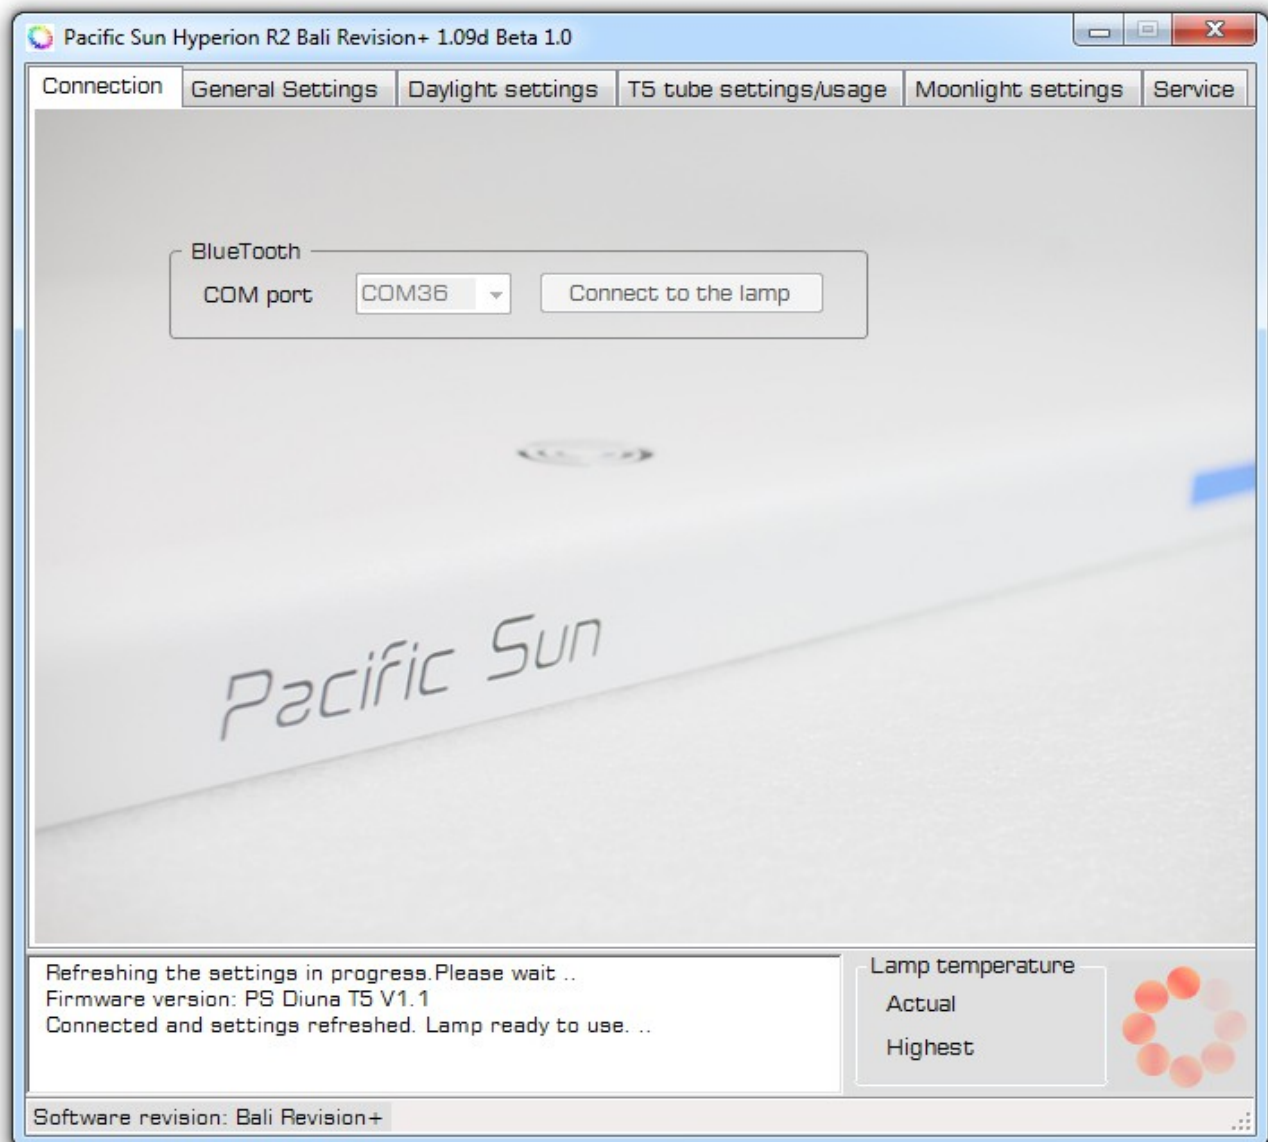 Pacific Sun Hyperion R2 Bali Revision+ 1.09d Beta 1.0
Connection General Settings Daylight settings T5 tube settings/usage Moonlight settings Service
BlueTooth
COM port COM36 Connect to the lamp
Pacific Sun
Refreshing the settings in progress.Please wait ..
Firmware version: PS Diuna T5 V1.1
Connected and settings refreshed. Lamp ready to use. ..
Lamp temperature
Actual
Highest
Software revision: Bali Revision+